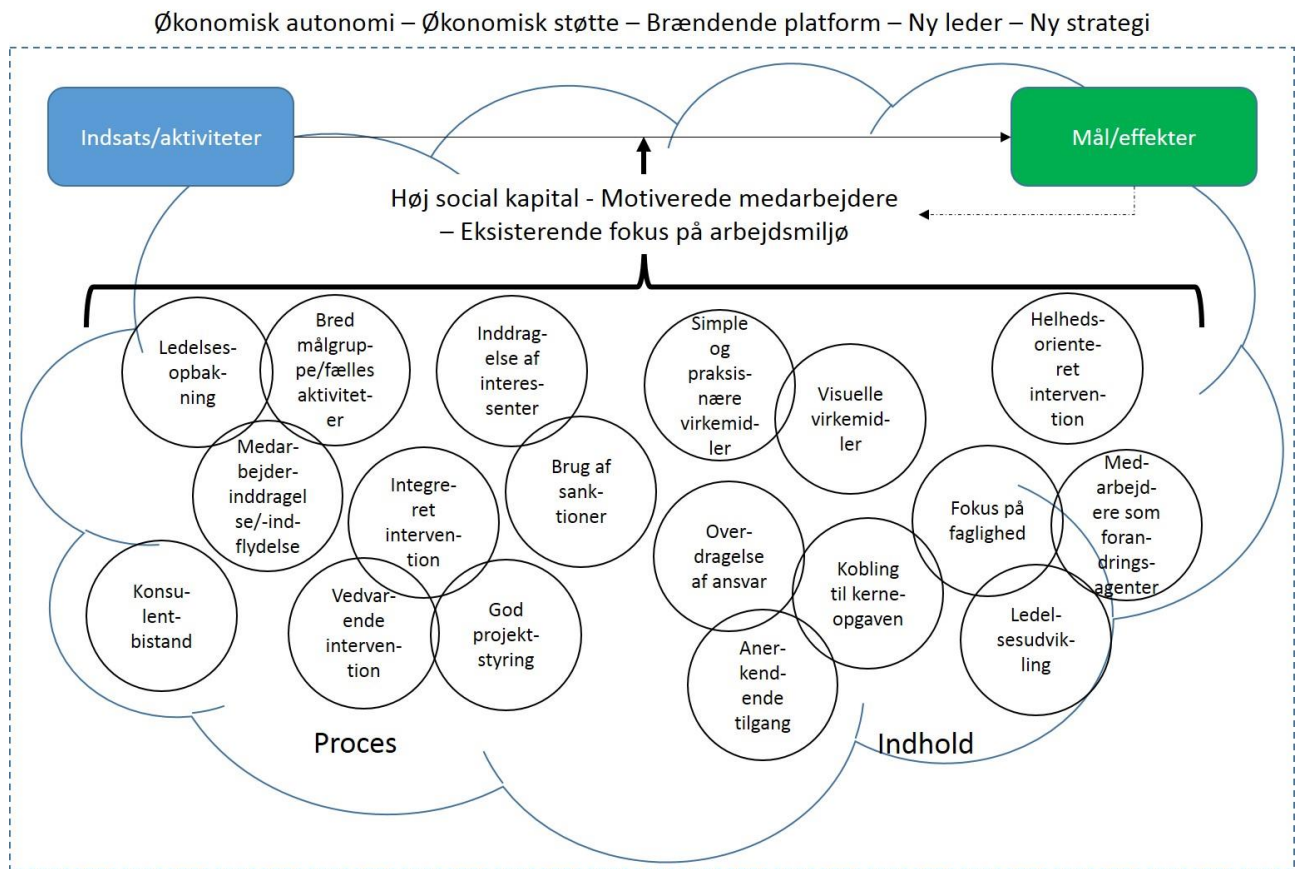 Økonomisk autonomi – Økonomisk støtte – Brændende platform – Ny leder – Ny strategi
Indsats/aktiviteter
Mål/effekter
Høj social kapital - Motiverede medarbejdere
– Eksisterende fokus på arbejdsmiljø
Ledelses-
opbak-
ning
Bred
målgrup-
pe/fælles
aktivitet-
er
Inddrag-
else af
interes-
senter
Simple
og
praksis-
nære
virkemid-
ler
Visuelle
virkemid-
ler
Helheds-
oriente-
ret
interven-
tion
Medar-
bejder-
inddragel
se/-ind-
flydelse
Integre-
ret
interven-
tion
Brug af
sank-
tioner
Over-
dragelse
af ansvar
Kobling
til kerne-
opgaven
Fokus på
faglighed
Med-
arbejd-
ere som
foran-
drings-
agenter
Konsu-
lent-
bistand
Vedvar-
ende
interven-
tion
God
projekt-
styring
Aner-
kend-
ende
tilgang
Ledel-
sesudvik-
ling
Proces
Indhold